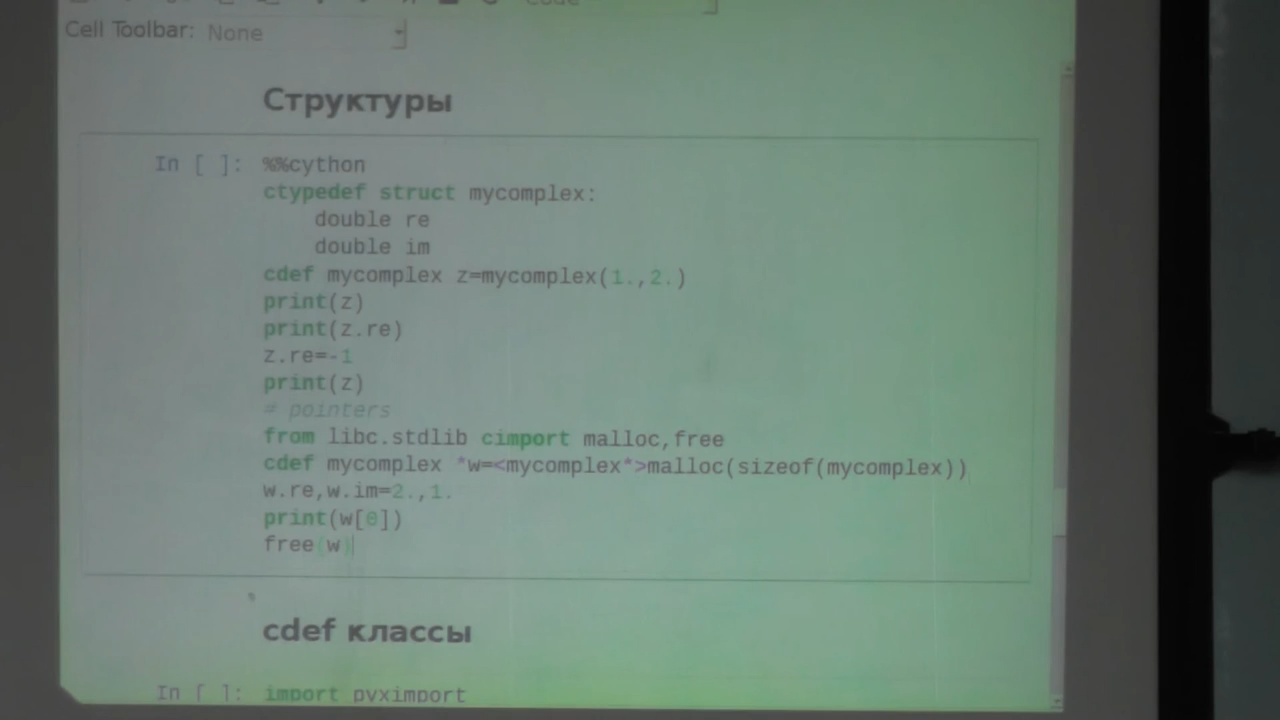 Code
Cell Toolbar: None
Структуры
In [ ]: %%cython
ctypedef struct mycomplex:
    double re
    double im
cdef mycomplex z=mycomplex(1.,2.)
print(z)
print(z.re)
z.re=-1
print(z)
# pointers
from libc.stdlib cimport malloc,free
cdef mycomplex *w=<mycomplex*>malloc(sizeof(mycomplex))
w.re,w.im=2.,1.
print(w[0])
free(w)
cdef классы
In [ ]: import pyximport